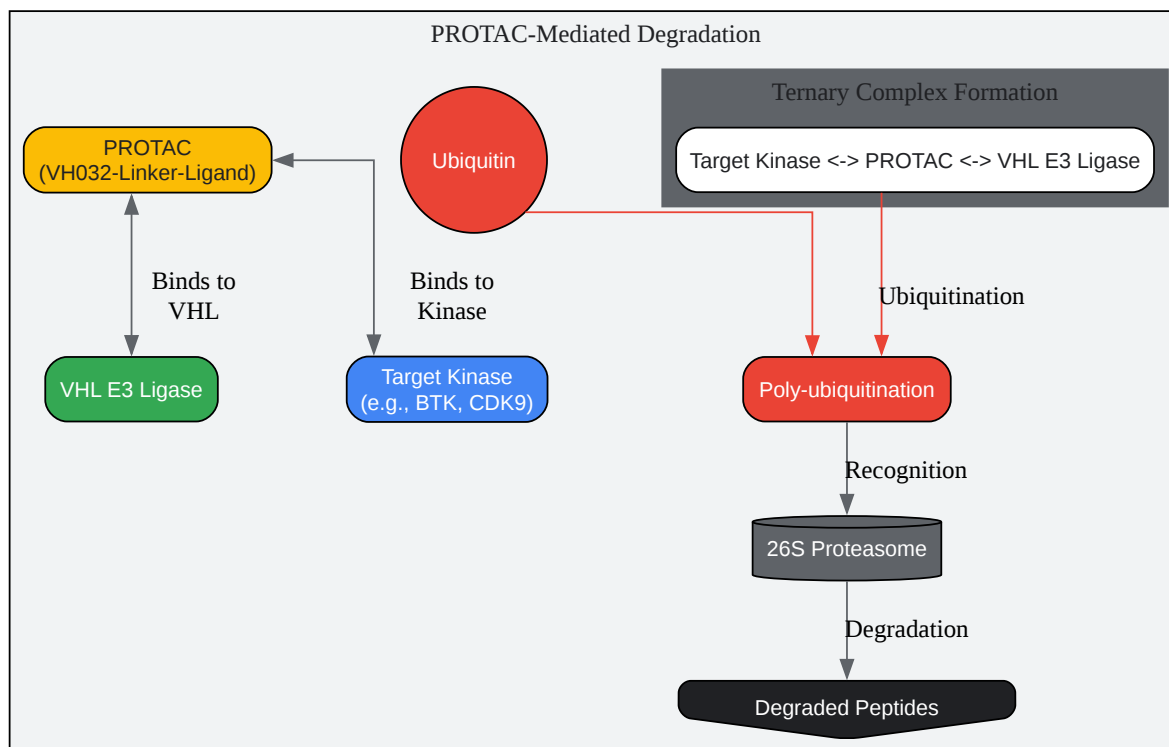 PROTAC-Mediated Degradation
Ternary Complex Formation
PROTAC
(VH032-Linker-Ligand)
Ubiquitin
Target Kinase <-> PROTAC <-> VHL E3 Ligase
Binds to
VHL
Binds to
Kinase
Ubiquitination
VHL E3 Ligase
Target Kinase
(e.g., BTK, CDK9)
Poly-ubiquitination
Recognition
26S Proteasome
Degradation
Degraded Peptides